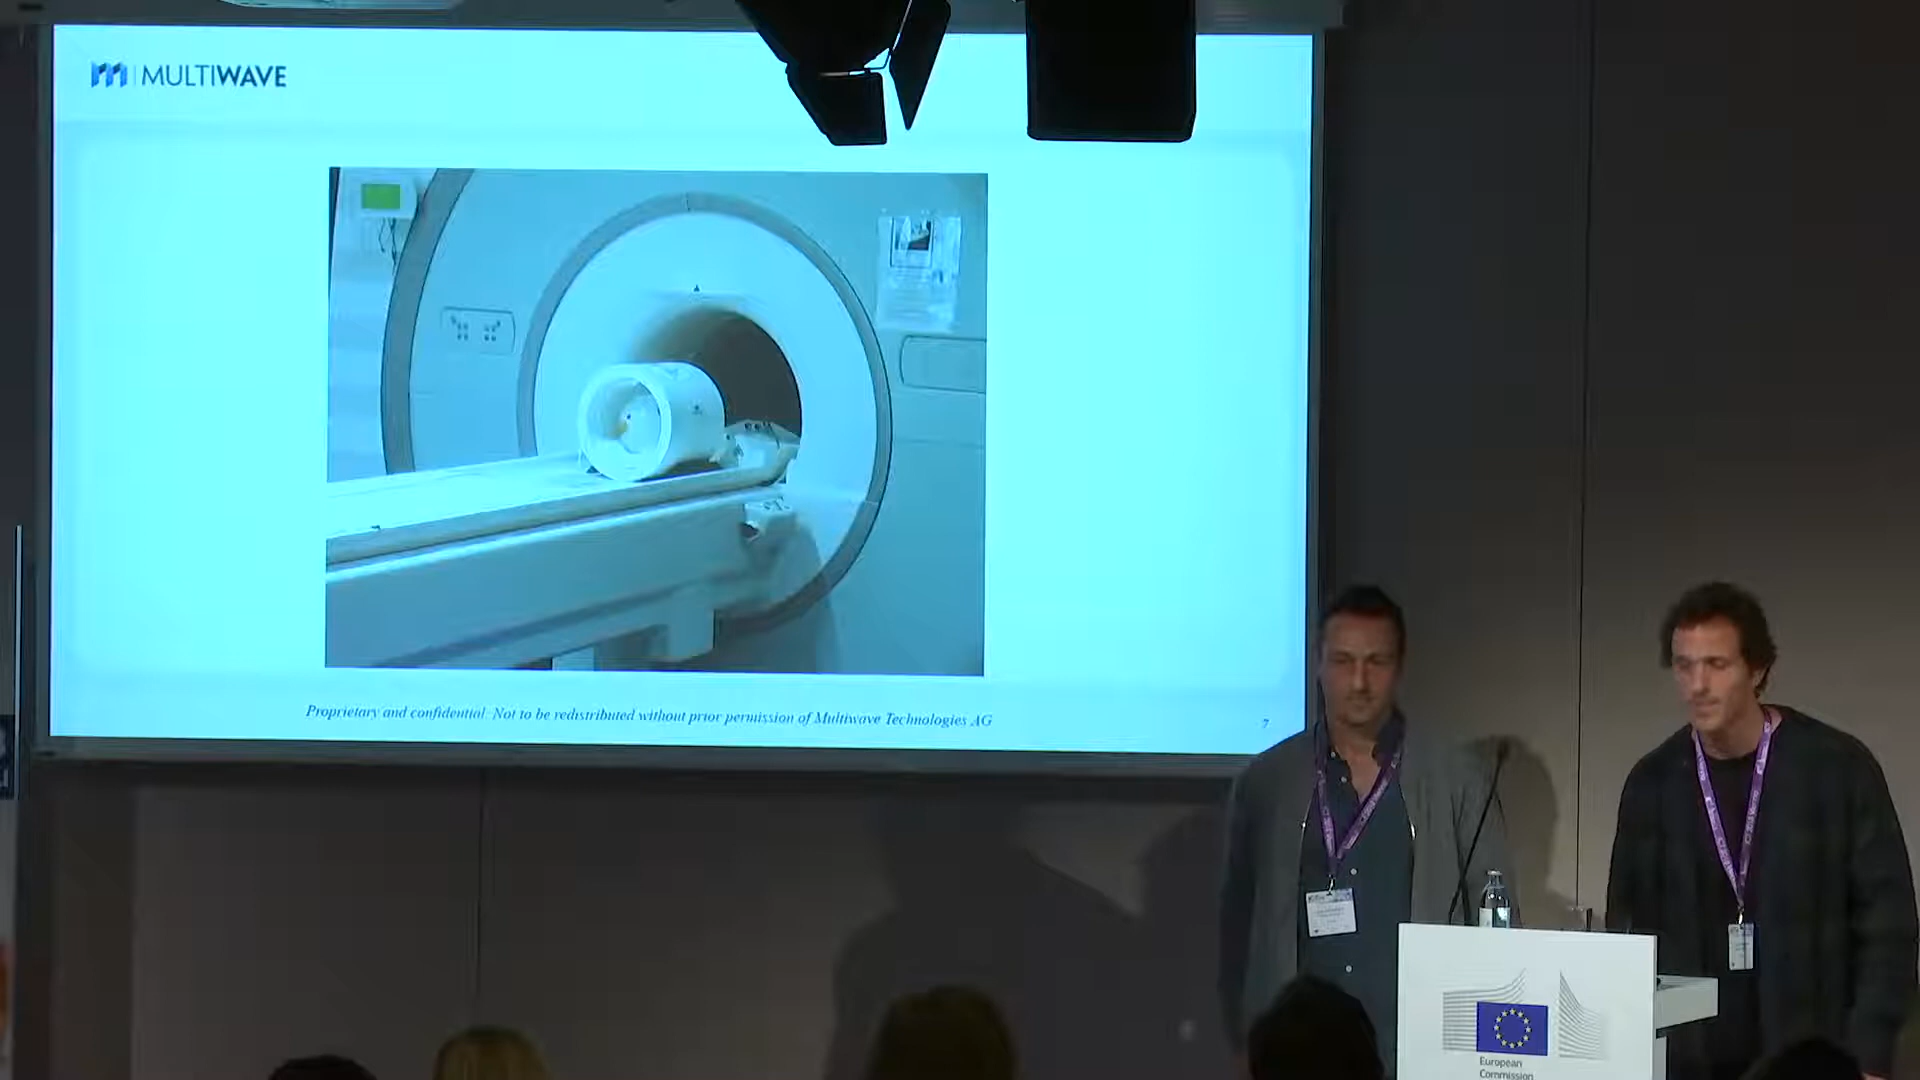 MULTIWAVE
Proprietary and confidential. Not to be redistributed without prior permission of Multiwave Technologies AG
7
European
Commission